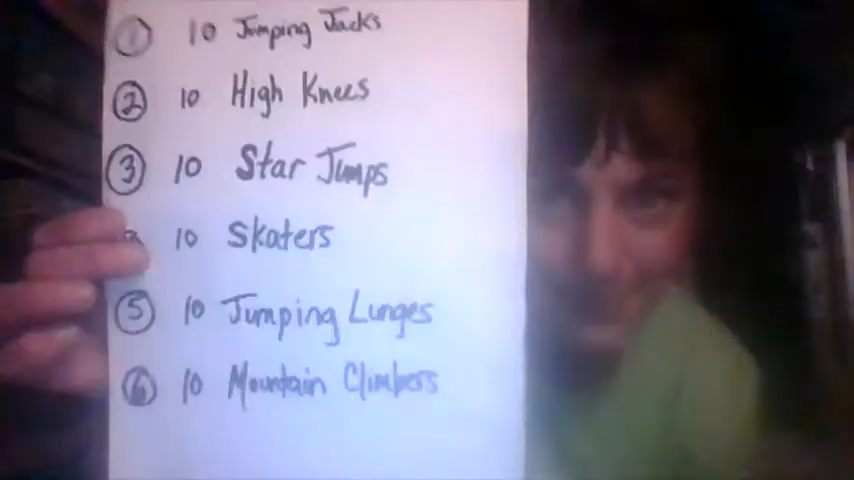 1 10 Jumping Jacks
2 10 High Knees
3 10 Star Jumps
10 Skaters
5 10 Jumping Lunges
6 10 Mountain Climbers